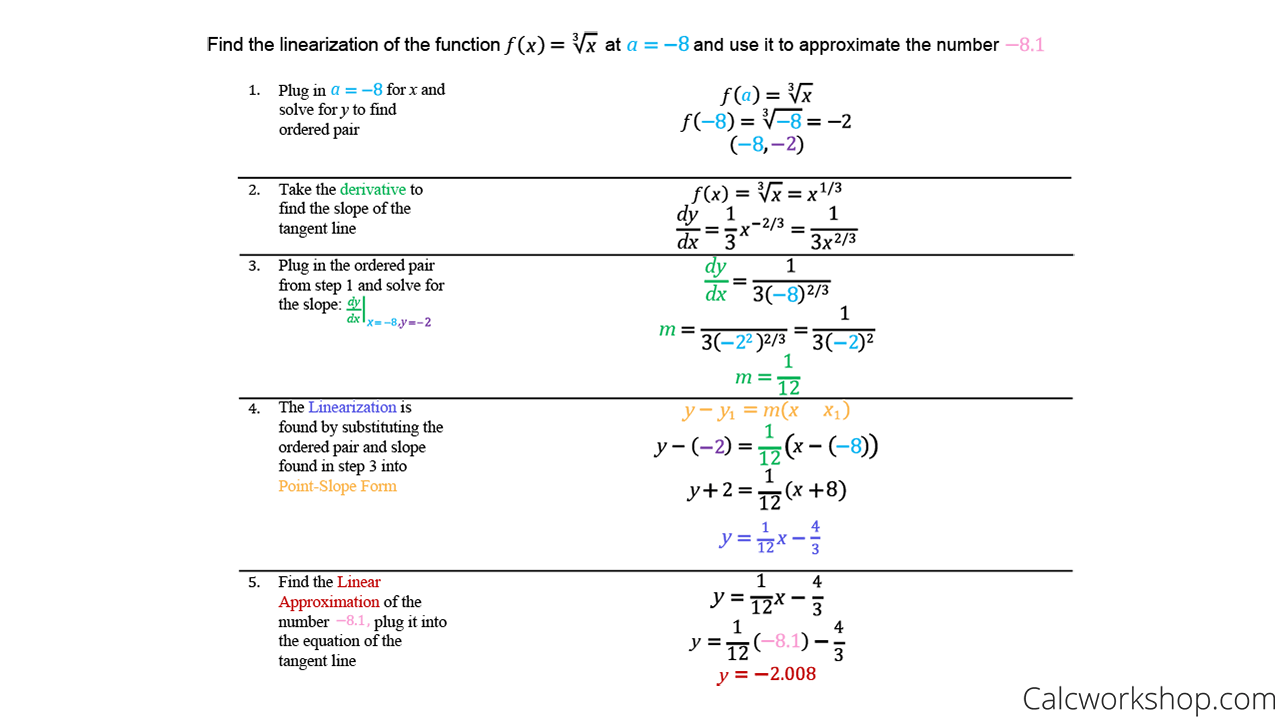 Find the linearization of the function f(x) = ∛x at a = −8 and use it to approximate the number −8.1
1. Plug in a = −8 for x and
solve for y to find
ordered pair
f(a) = ∛x
f(−8) = ∛−8 = −2
(−8,−2)
2. Take the derivative to
find the slope of the
tangent line
f(x) = ∛x = x^1/3
dy/dx = 1/3 x^−2/3 = 1/3x^2/3
3. Plug in the ordered pair
from step 1 and solve for
the slope: dy/dx|x=−8,y=−2
dy/dx = 1/3(−8)^2/3
m = /3(−2²)^2/3 = 1/3(−2)²
m = 1/12
4. The Linearization is
found by substituting the
ordered pair and slope
found in step 3 into
Point-Slope Form
y − y₁ = m(x x₁)
y − (−2) = 1/12(x − (−8))
y+2 = 1/12(x +8)
y = 1/12x − 4/3
5. Find the Linear
Approximation of the
number −8.1, plug it into
the equation of the
tangent line
y = 1/12x − 4/3
y = 1/12(−8.1) − 4/3
y = −2.008
Calcworkshop.com